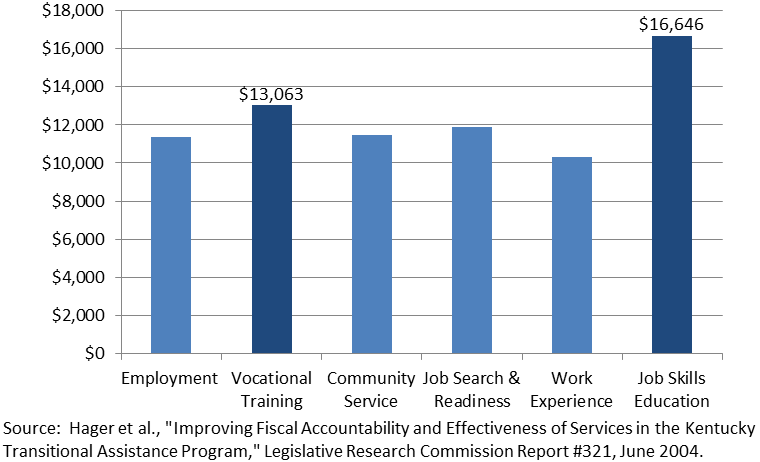 $18,000
$16,000
$14,000
$12,000
$10,000
$8,000
$6,000
$4,000
$2,000
$0
$13,063
$16,646
Employment
Vocational
Training
Community
Service
Job Search &
Readiness
Work
Experience
Job Skills
Education
Source:  Hager et al., "Improving Fiscal Accountability and Effectiveness of Services in the Kentucky
Transitional Assistance Program," Legislative Research Commission Report #321, June 2004.